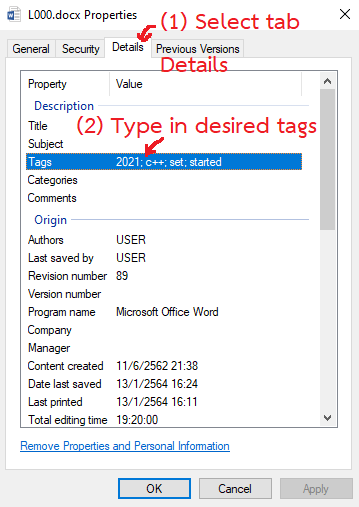 L000.docx Properties
(1) Select tab Details
General Security Details Previous Versions
Property Value
Description
Title
(2) Type in desired tags
Subject
Tags 2021; c++; set; started
Categories
Comments
Origin
Authors USER
Last saved by USER
Revision number 89
Version number
Program name Microsoft Office Word
Company
Manager
Content created 11/6/2562 21:38
Date last saved 13/1/2564 16:24
Last printed 13/1/2564 16:11
Total editing time 19:20:00
Remove Properties and Personal Information
OK Cancel Apply